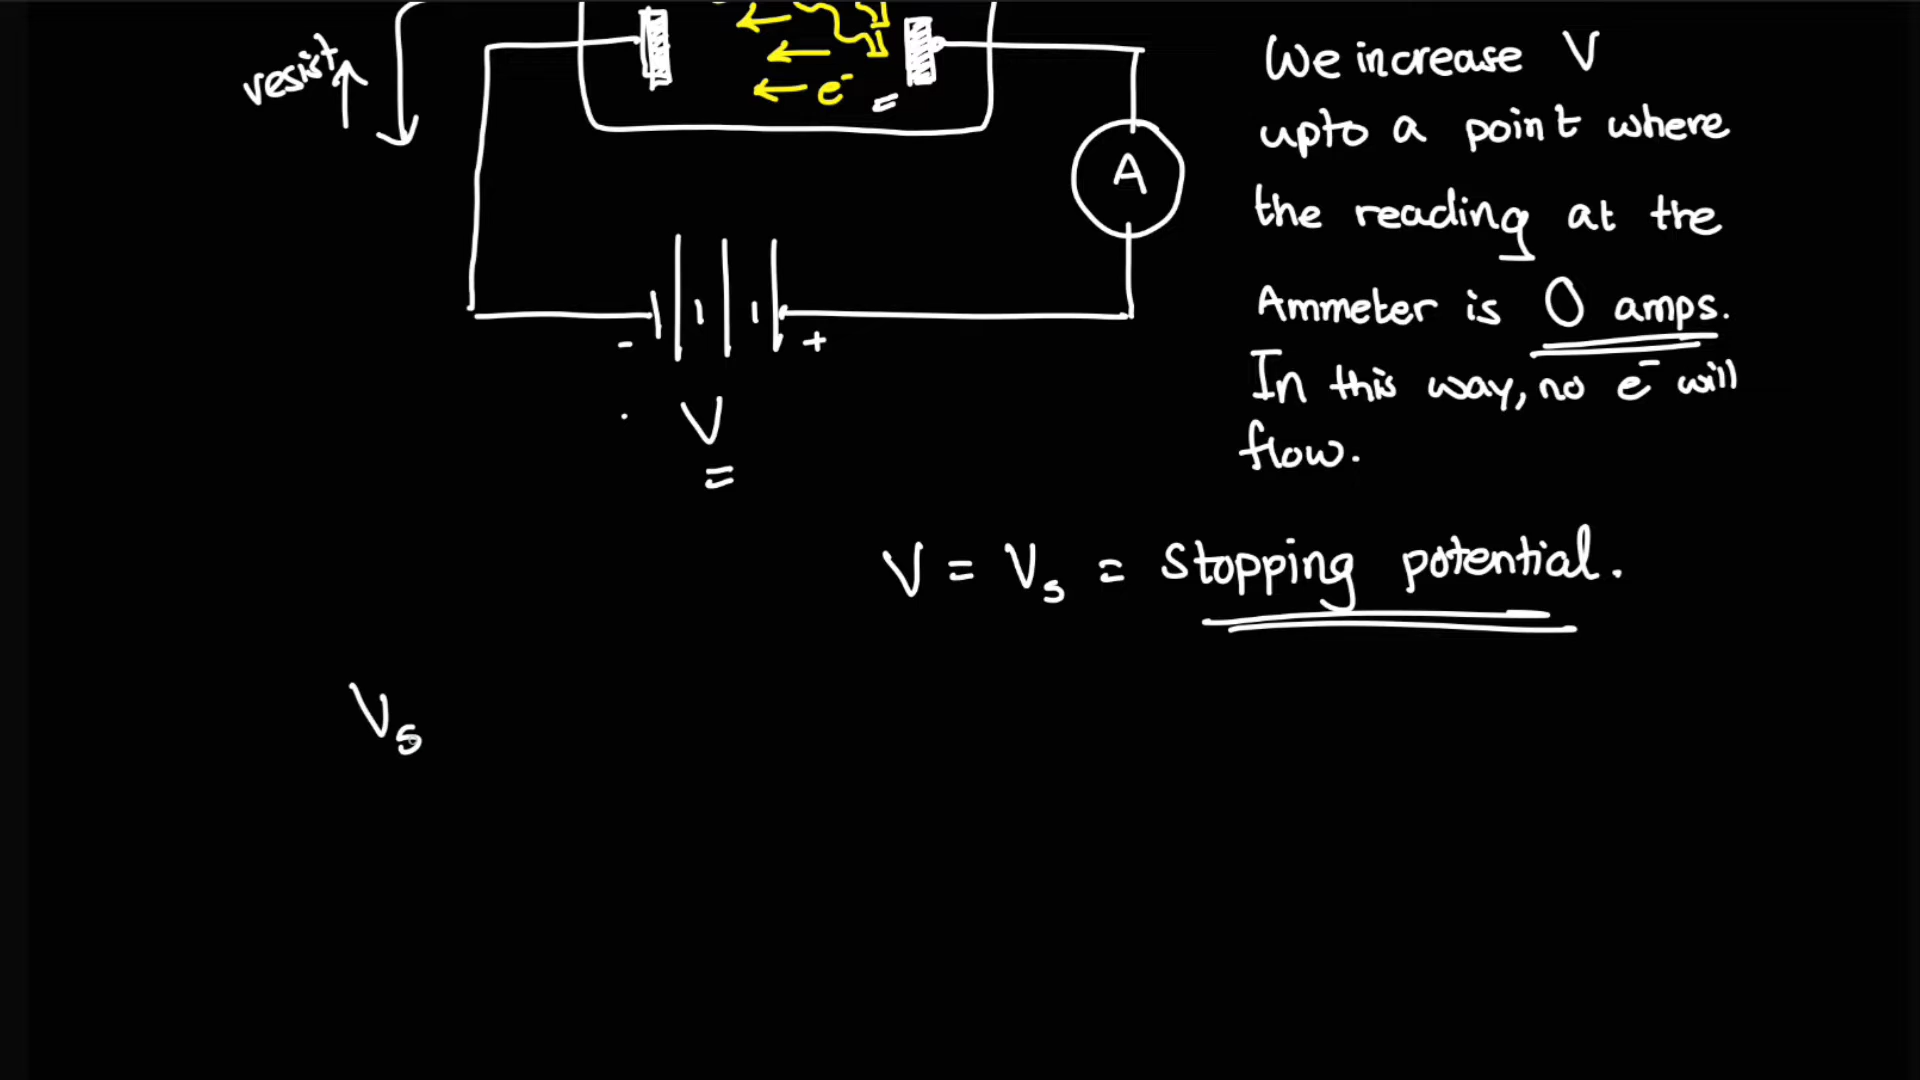 resist
e⁻
A
We increase V
upto a point where
the reading at the
Ammeter is 0 amps.
In this way, no e⁻ will
flow.
- +
V
V = Vs = Stopping potential.
Vs